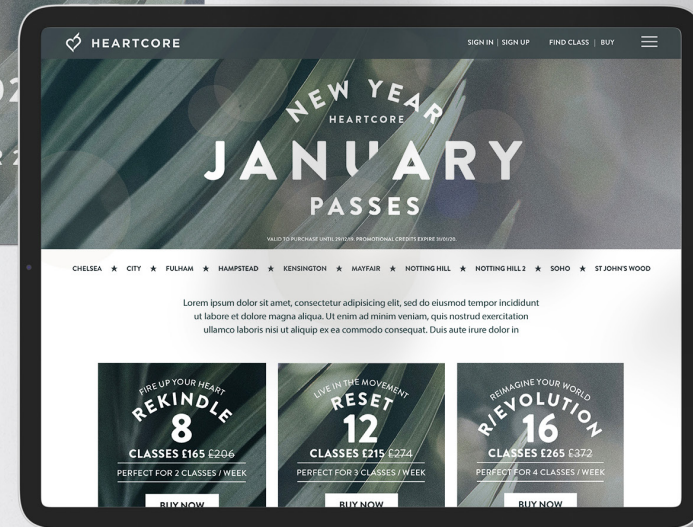 HEARTCORE
SIGN IN | SIGN UP FIND CLASS | BUY
NEW YEAR
HEARTCORE
JANUARY
PASSES
VALID TO PURCHASE UNTIL 29/12/19. PROMOTIONAL CREDITS EXPIRE 31/01/20.
CHELSEA ★ CITY ★ FULHAM ★ HAMPSTEAD ★ KENSINGTON ★ MAYFAIR ★ NOTTING HILL ★ NOTTING HILL 2 ★ SOHO ★ ST JOHN'S WOOD
Lorem ipsum dolor sit amet, consectetur adipisicing elit, sed do eiusmod tempor incididunt
ut labore et dolore magna aliqua. Ut enim ad minim veniam, quis nostrud exercitation
ullamco laboris nisi ut aliquip ex ea commodo consequat. Duis aute irure dolor in
FIRE UP YOUR HEART
REKINDLE
8
CLASSES £165 £206
PERFECT FOR 2 CLASSES / WEEK
BUY NOW
LIVE IN THE MOVEMENT
RESET
12
CLASSES £215 £274
PERFECT FOR 3 CLASSES / WEEK
BUY NOW
REIMAGINE YOUR WORLD
R/EVOLUTION
16
CLASSES £265 £372
PERFECT FOR 4 CLASSES / WEEK
BUY NOW